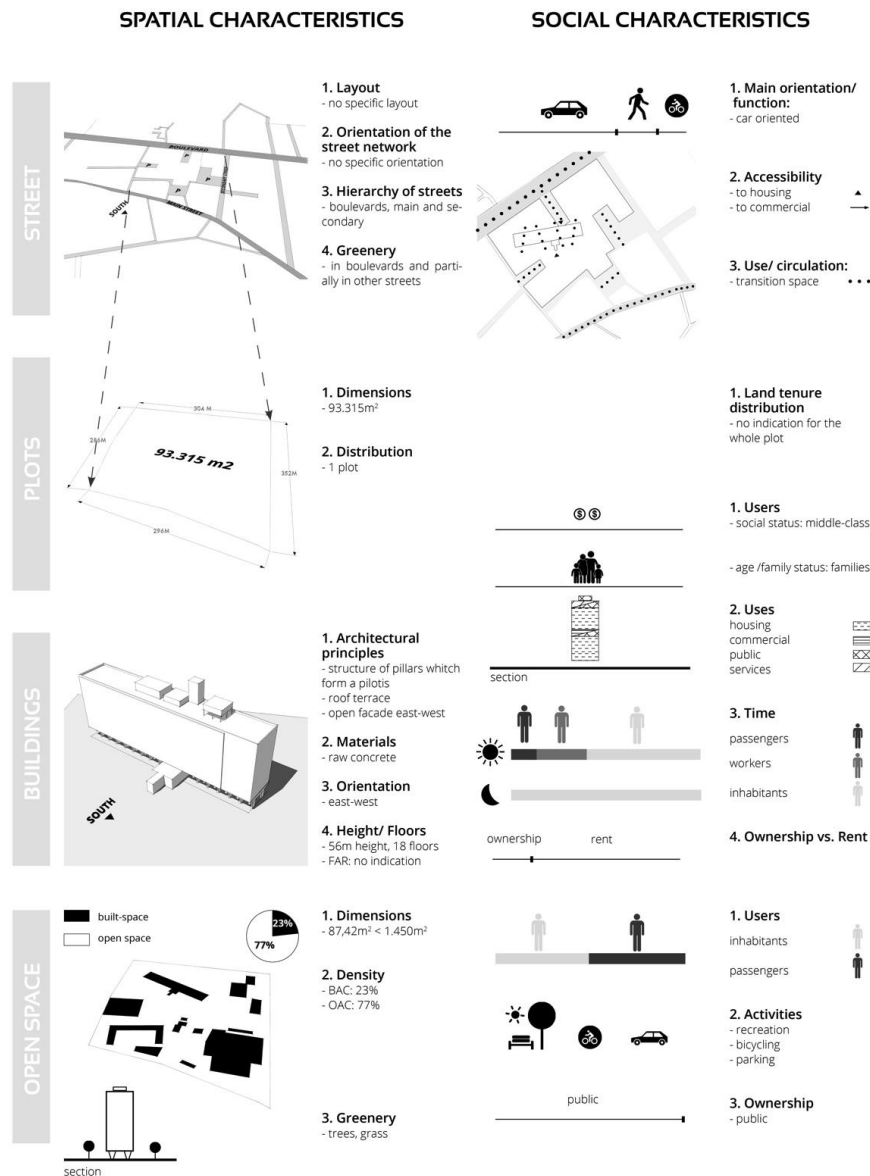 SPATIAL CHARACTERISTICS
SOCIAL CHARACTERISTICS
STREET
BOULEVARD
P
P
P
P
SOUTH
MAIN STREET
1. Layout
- no specific layout
2. Orientation of the
street network
- no specific orientation
3. Hierarchy of streets
- boulevards, main and se-
condary
4. Greenery
- in boulevards and parti-
ally in other streets
1. Main orientation/
function:
- car oriented
2. Accessibility
- to housing
- to commercial
3. Use/ circulation:
- transition space
PLOTS
304 M
286M
93.315 m2
352M
296M
1. Dimensions
- 93.315m²
2. Distribution
- 1 plot
1. Land tenure
distribution
- no indication for the
whole plot
BUILDINGS
SOUTH
1. Architectural
principles
- structure of pillars whitch
form a pilotis
- roof terrace
- open facade east-west
2. Materials
- raw concrete
3. Orientation
- east-west
4. Height/ Floors
- 56m height, 18 floors
- FAR: no indication
$ $
section
1. Users
- social status: middle-class
- age /family status: families
2. Uses
housing
commercial
public
services
3. Time
passengers
workers
inhabitants
ownership
rent
4. Ownership vs. Rent
OPEN SPACE
built-space
open space
23%
77%
section
1. Dimensions
- 87,42m² < 1.450m²
2. Density
- BAC: 23%
- OAC: 77%
3. Greenery
- trees, grass
1. Users
inhabitants
passengers
2. Activities
- recreation
- bicycling
- parking
public
3. Ownership
- public